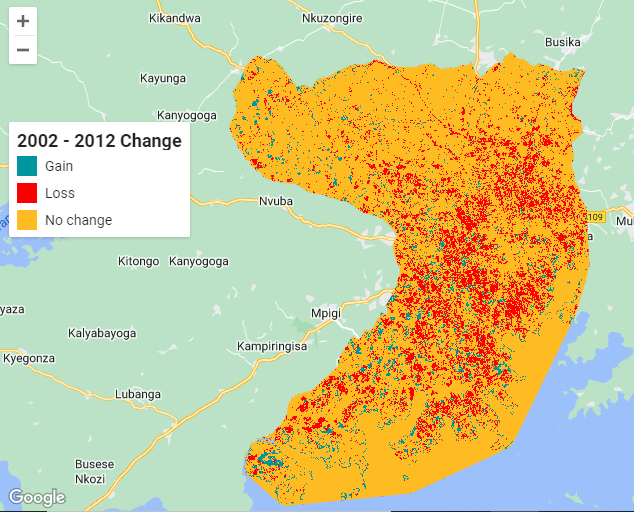 Kikandwa
Nkuzongire
Busika
Kayunga
Kanyogoga
2002 - 2012 Change
Gain
Loss
No change
Nvuba
109
Mu
a
Kitongo
Kanyogoga
yaza
Mpigi
Kalyabayoga
Kampiringisa
Kyegonza
Lubanga
Busese
Nkozi
Google